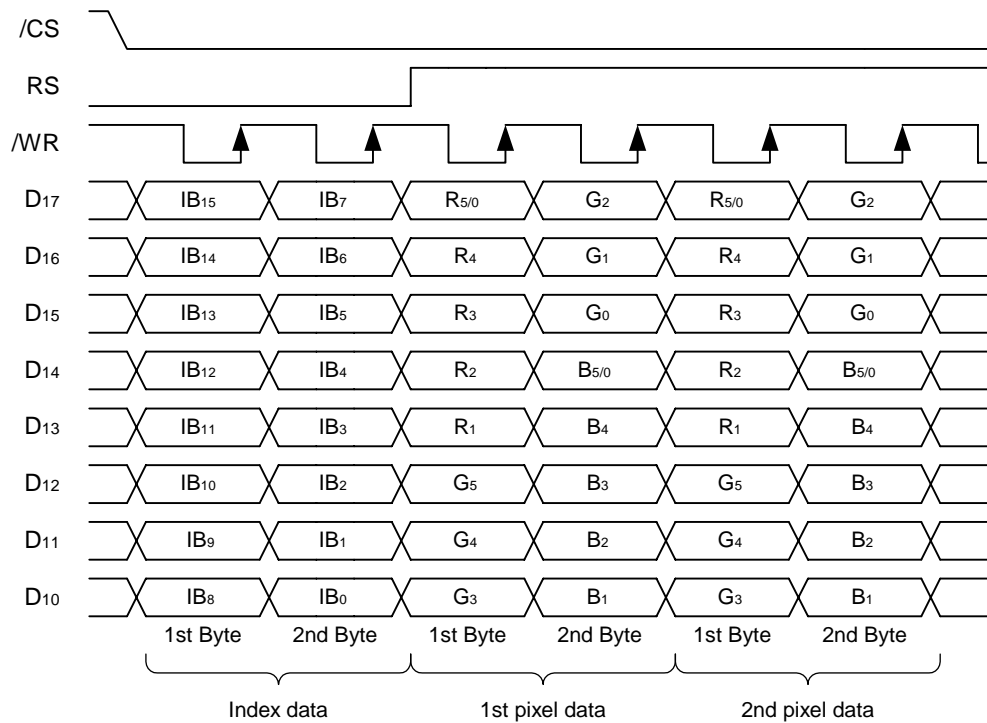 /CS
RS
/WR
D17 IB15 IB7 R5/0 G2 R5/0 G2
D16 IB14 IB6 R4 G1 R4 G1
D15 IB13 IB5 R3 G0 R3 G0
D14 IB12 IB4 R2 B5/0 R2 B5/0
D13 IB11 IB3 R1 B4 R1 B4
D12 IB10 IB2 G5 B3 G5 B3
D11 IB9 IB1 G4 B2 G4 B2
D10 IB8 IB0 G3 B1 G3 B1
1st Byte 2nd Byte 1st Byte 2nd Byte 1st Byte 2nd Byte
Index data 1st pixel data 2nd pixel data